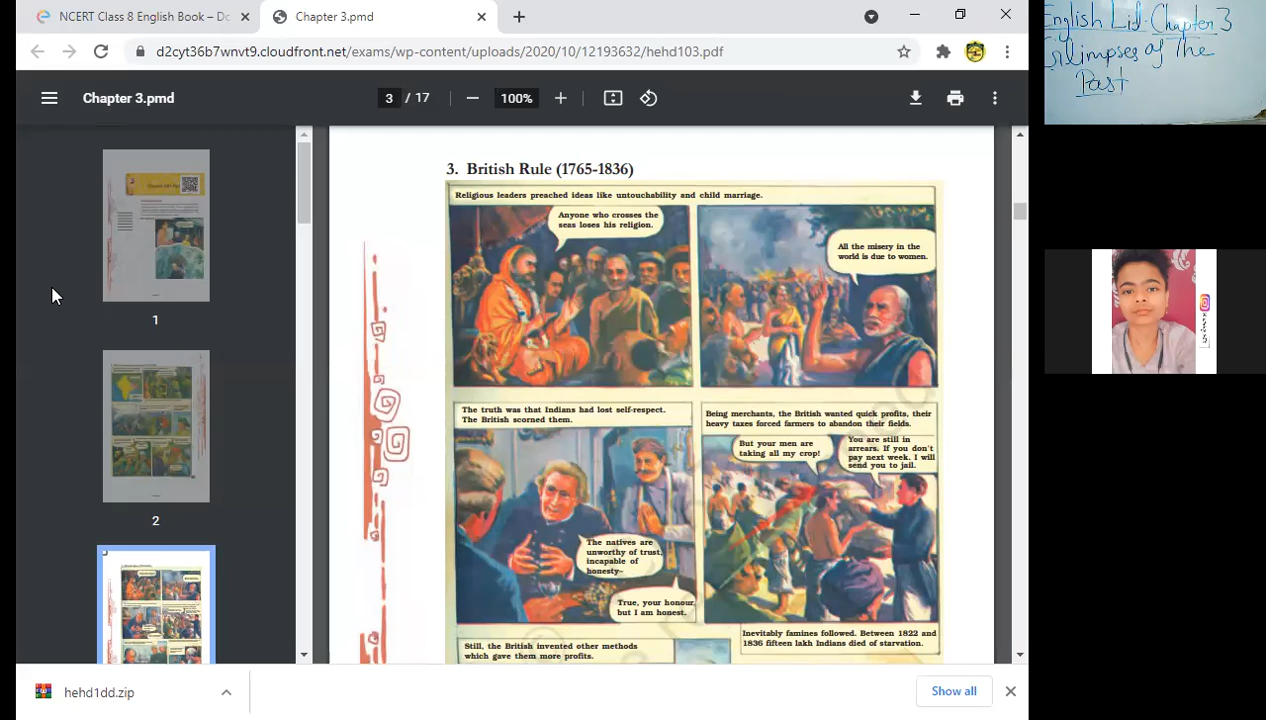 NCERT Class 8 English Book – Do
Chapter 3.pmd
d2cyt36b7wnvt9.cloudfront.net/exams/wp-content/uploads/2020/10/12193632/hehd103.pdf
Chapter 3.pmd
3 / 17
100%
1
2
3. British Rule (1765-1836)
Religious leaders preached ideas like untouchability and child marriage.
Anyone who crosses the
seas loses his religion.
All the misery in the
world is due to women.
The truth was that Indians had lost self-respect.
The British scorned them.
The natives are
unworthy of trust,
incapable of
honesty~
True, your honour,
but I am honest.
Being merchants, the British wanted quick profits, their
heavy taxes forced farmers to abandon their fields.
But your men are
taking all my crop!
You are still in
arrears. If you don't
pay next week. I will
send you to jail.
Inevitably famines followed. Between 1822 and
1836 fifteen lakh Indians died of starvation.
Still, the British invented other methods
which gave them more profits.
hehd1dd.zip
Show all
English Lit. Chapter 3
Glimpses of the
Past